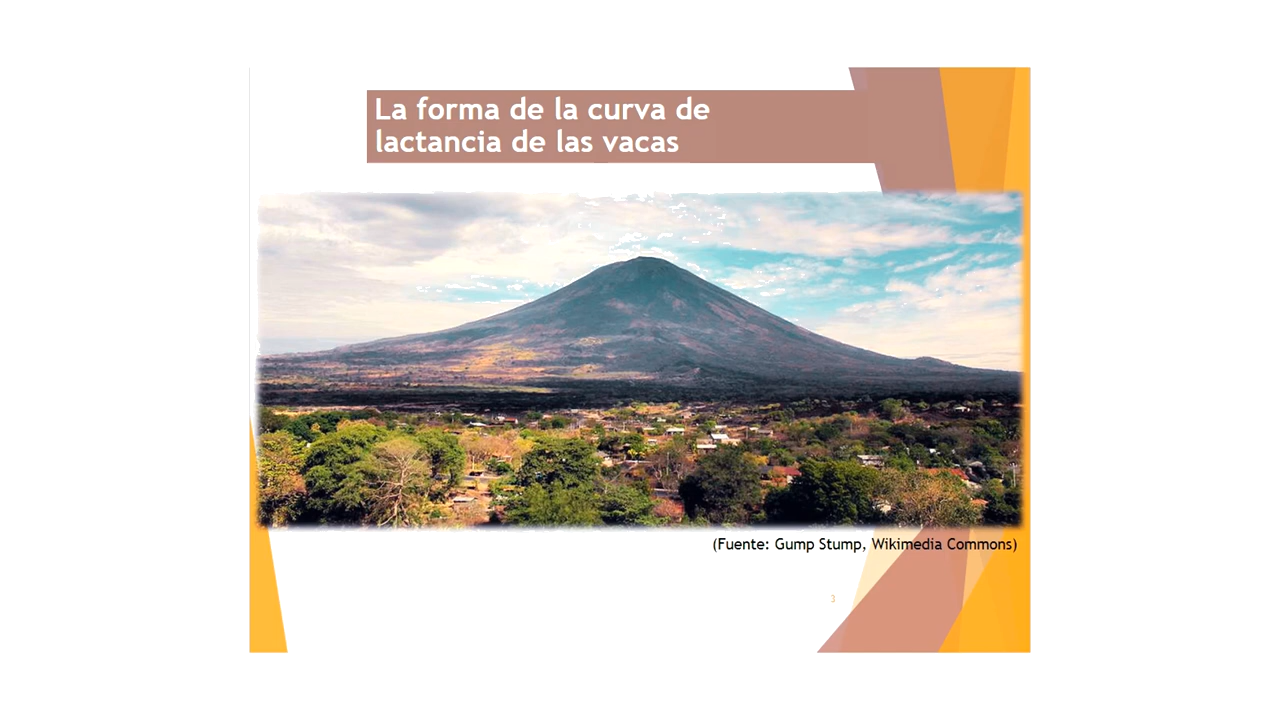 La forma de la curva de
lactancia de las vacas
(Fuente: Gump Stump, Wikimedia Commons)
3